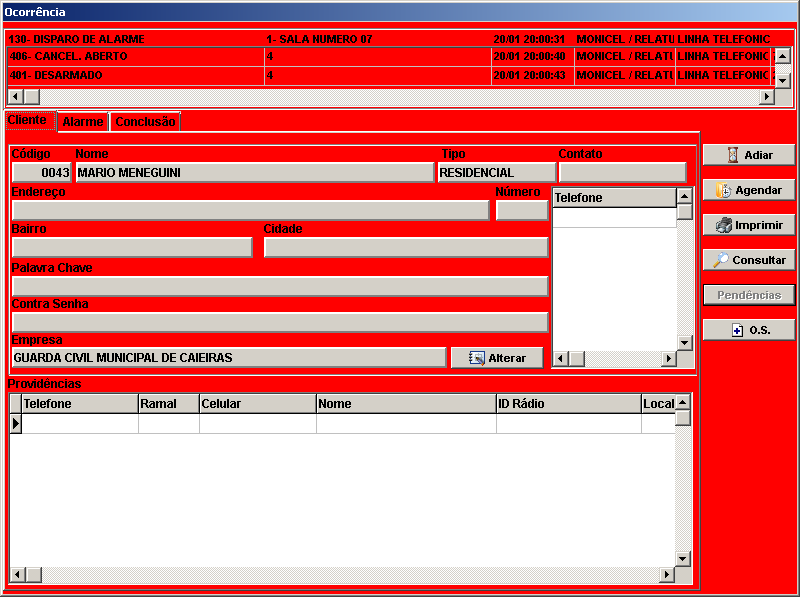 Ocorrência
130- DISPARO DE ALARME 1- SALA NUMERO 07 20/01 20:00:31 MONICEL / RELATU LINHA TELEFONIC
406- CANCEL. ABERTO 4 20/01 20:00:40 MONICEL / RELATU LINHA TELEFONIC
401- DESARMADO 4 20/01 20:00:43 MONICEL / RELATU LINHA TELEFONIC
Cliente Alarme Conclusão
Código Nome Tipo Contato
0043 MARIO MENEGUINI RESIDENCIAL
Endereço Número
Telefone
Bairro Cidade
Palavra Chave
Contra Senha
Empresa
GUARDA CIVIL MUNICIPAL DE CAIEIRAS Alterar
Adiar
Agendar
Imprimir
Consultar
Pendências
O.S.
Providências
Telefone Ramal Celular Nome ID Rádio Local